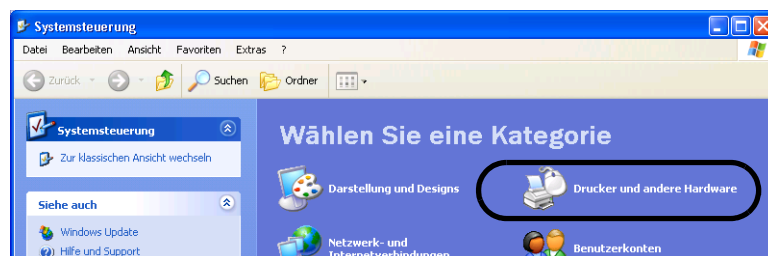 Systemsteuerung
Datei Bearbeiten Ansicht Favoriten Extras ?
Zurück Suchen Ordner
Systemsteuerung
Zur klassischen Ansicht wechseln
Siehe auch
Windows Update
Hilfe und Support
Wählen Sie eine Kategorie
Darstellung und Designs
Drucker und andere Hardware
Netzwerk- und
Internetverbindungen
Benutzerkonten